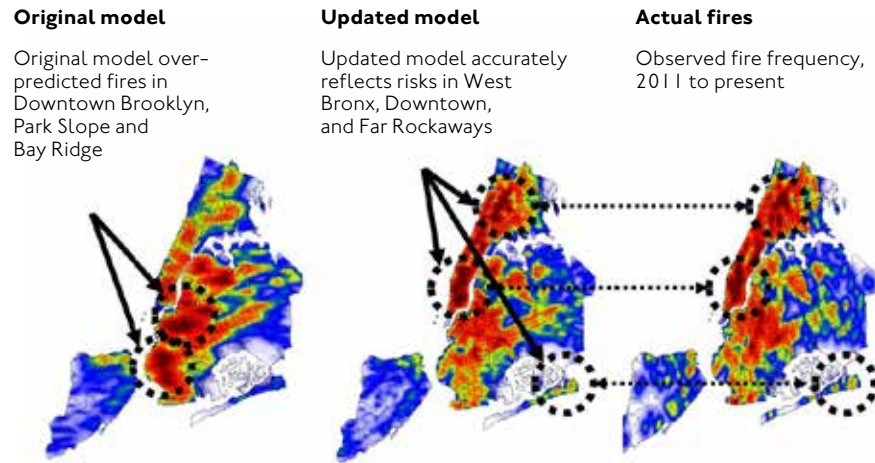 Original model
Original model over-
predicted fires in
Downtown Brooklyn,
Park Slope and
Bay Ridge
Updated model
Updated model accurately
reflects risks in West
Bronx, Downtown,
and Far Rockaways
Actual fires
Observed fire frequency,
2011 to present